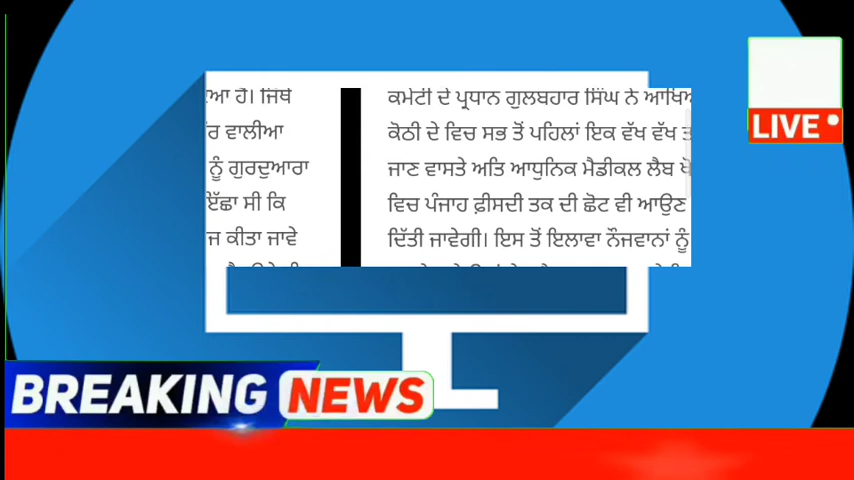 ਆ ਹੈ। ਜਿੱਥੇ
ਵਾਲੀਆ
ਨੂੰ ਗੁਰਦੁਆਰਾ
ਇੱਛਾ ਸੀ ਕਿ
ਕੀਤਾ ਜਾਵੇ
ਕਮੇਟੀ ਦੇ ਪ੍ਰਧਾਨ ਗੁਲਬਹਾਰ ਸਿੰਘ ਨੇ ਆਖਿਆ
ਕੋਠੀ ਦੇ ਵਿਚ ਸਭ ਤੋਂ ਪਹਿਲਾਂ ਇਕ ਵੱਖ ਵੱਖ
ਜਾਣ ਵਾਸਤੇ ਅਤਿ ਆਧੁਨਿਕ ਮੈਡੀਕਲ ਲੈਬ
ਵਿਚ ਪੰਜਾਹ ਫ਼ੀਸਦੀ ਤਕ ਦੀ ਛੋਟ ਵੀ ਆਉਣ
ਦਿੱਤੀ ਜਾਵੇਗੀ। ਇਸ ਤੋਂ ਇਲਾਵਾ ਨੌਜਵਾਨਾਂ ਨੂੰ
LIVE
BREAKING NEWS